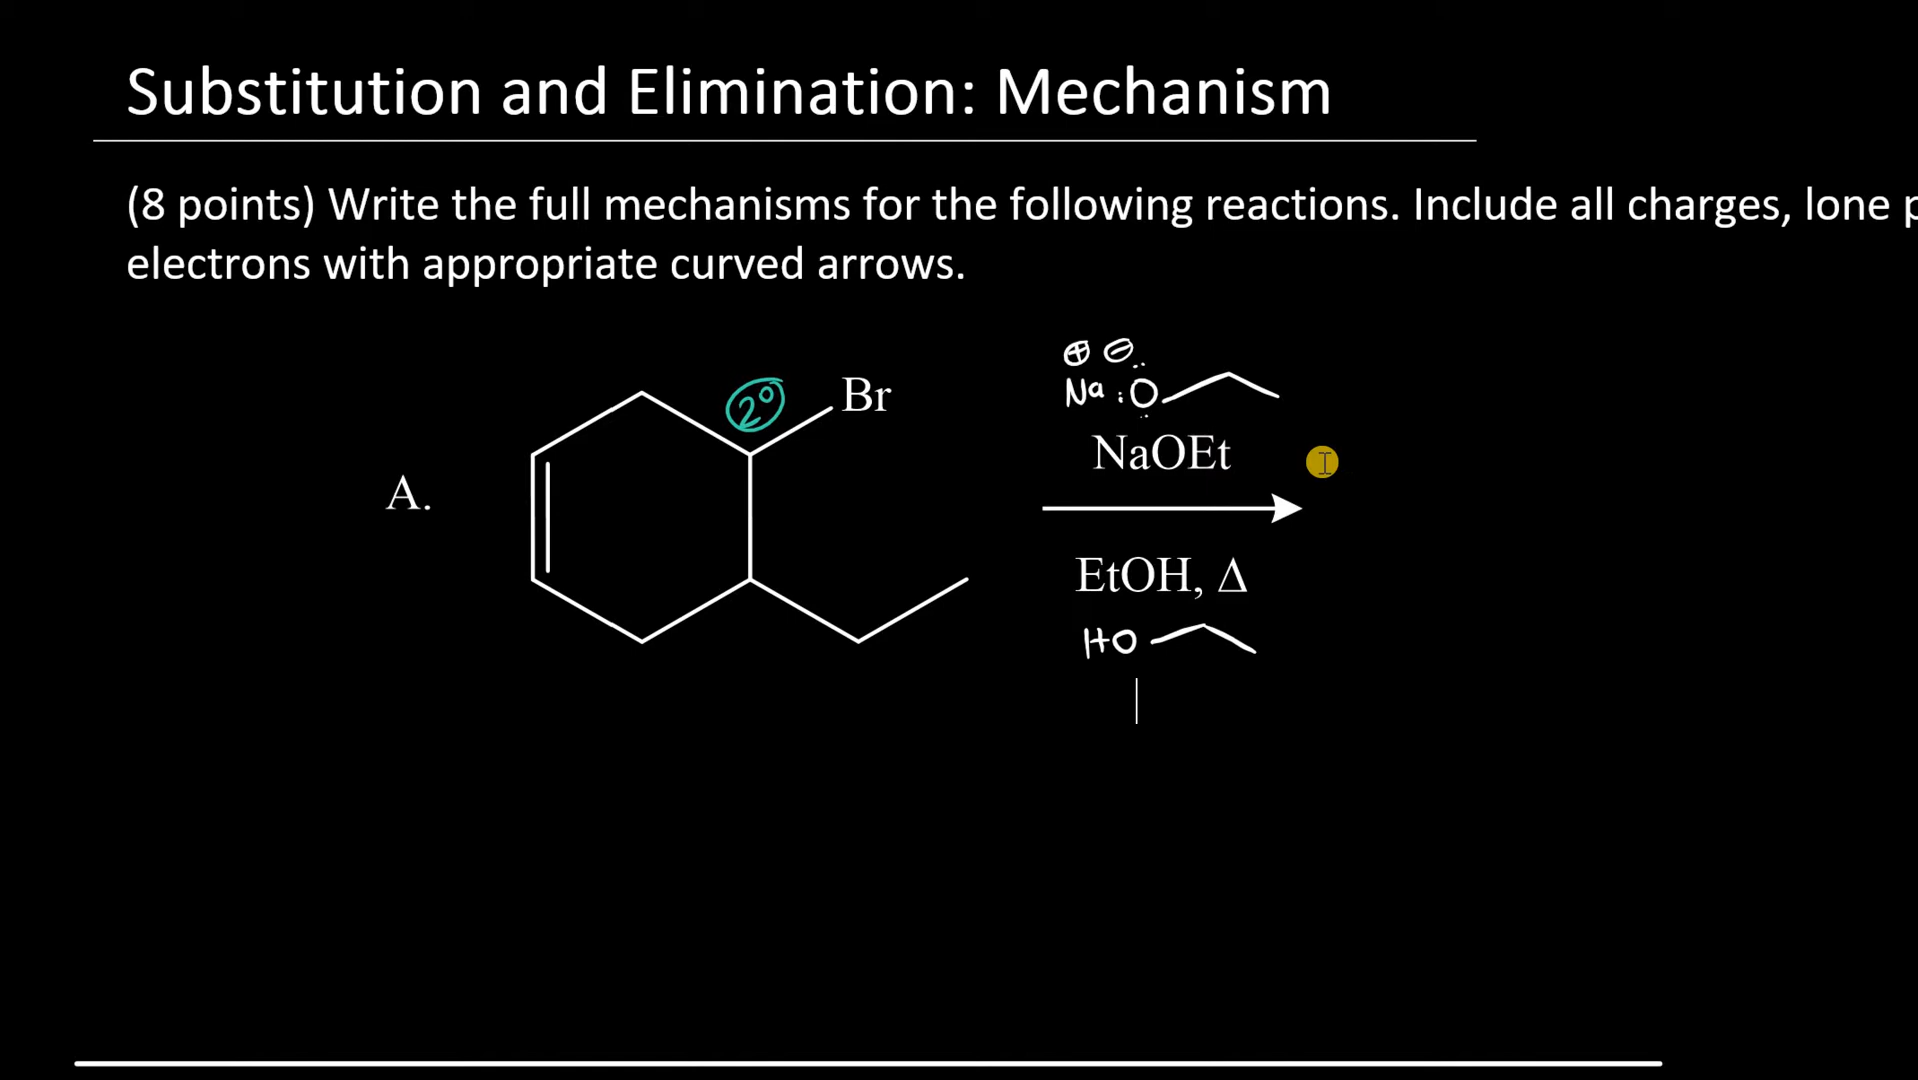 Substitution and Elimination: Mechanism
(8 points) Write the full mechanisms for the following reactions. Include all charges, lone p
electrons with appropriate curved arrows.
⊕ ⊖
2° Br Na :O
NaOEt
A.
EtOH, Δ
HO